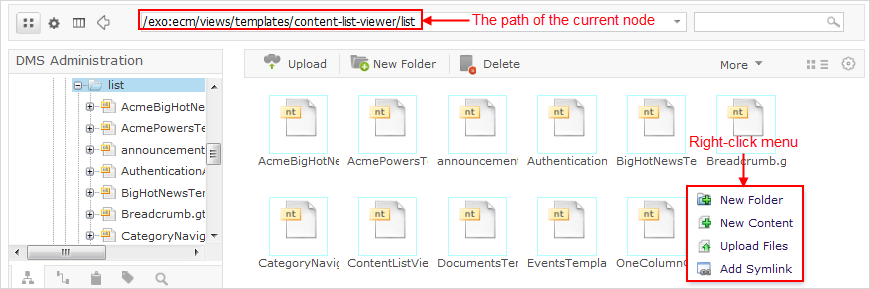 /exo:ecm/views/templates/content-list-viewer/list
The path of the current node
DMS Administration
Upload
New Folder
Delete
More
list
AcmeBigHotNew
AcmePowersTe
announcement
AuthenticationA
BigHotNewsTem
Breadcrumb.gt
CategoryNavig
nt
nt
nt
nt
nt
nt
AcmeBigHotNe
AcmePowersT
announcement
Authentication
BigHotNewsTe
Breadcrumb.g
Right-click menu
nt
nt
nt
nt
nt
CategoryNavig
ContentListVie
DocumentsTer
EventsTempla
OneColumn
New Folder
New Content
Upload Files
Add Symlink